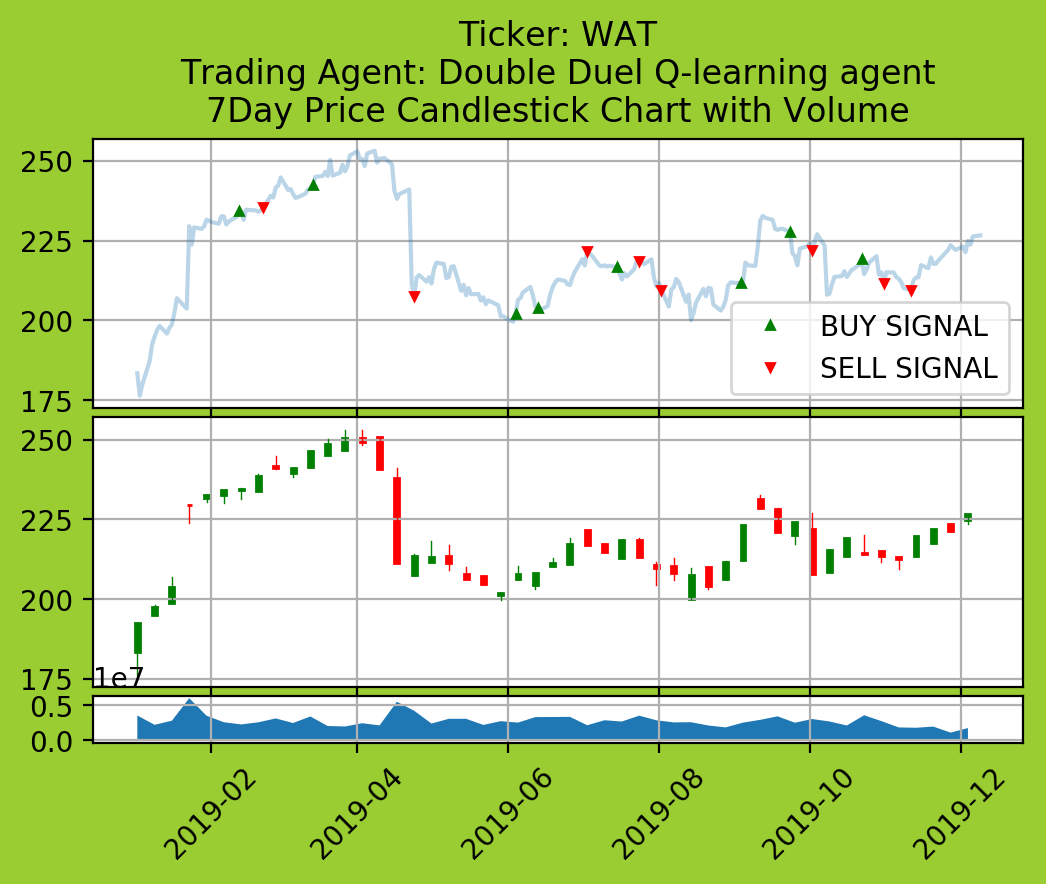 Ticker: WAT
Trading Agent: Double Duel Q-learning agent
7Day Price Candlestick Chart with Volume
250
225
200
175
BUY SIGNAL
SELL SIGNAL
250
225
200
175
1e7
0.5
0.0
2019-02
2019-04
2019-06
2019-08
2019-10
2019-12